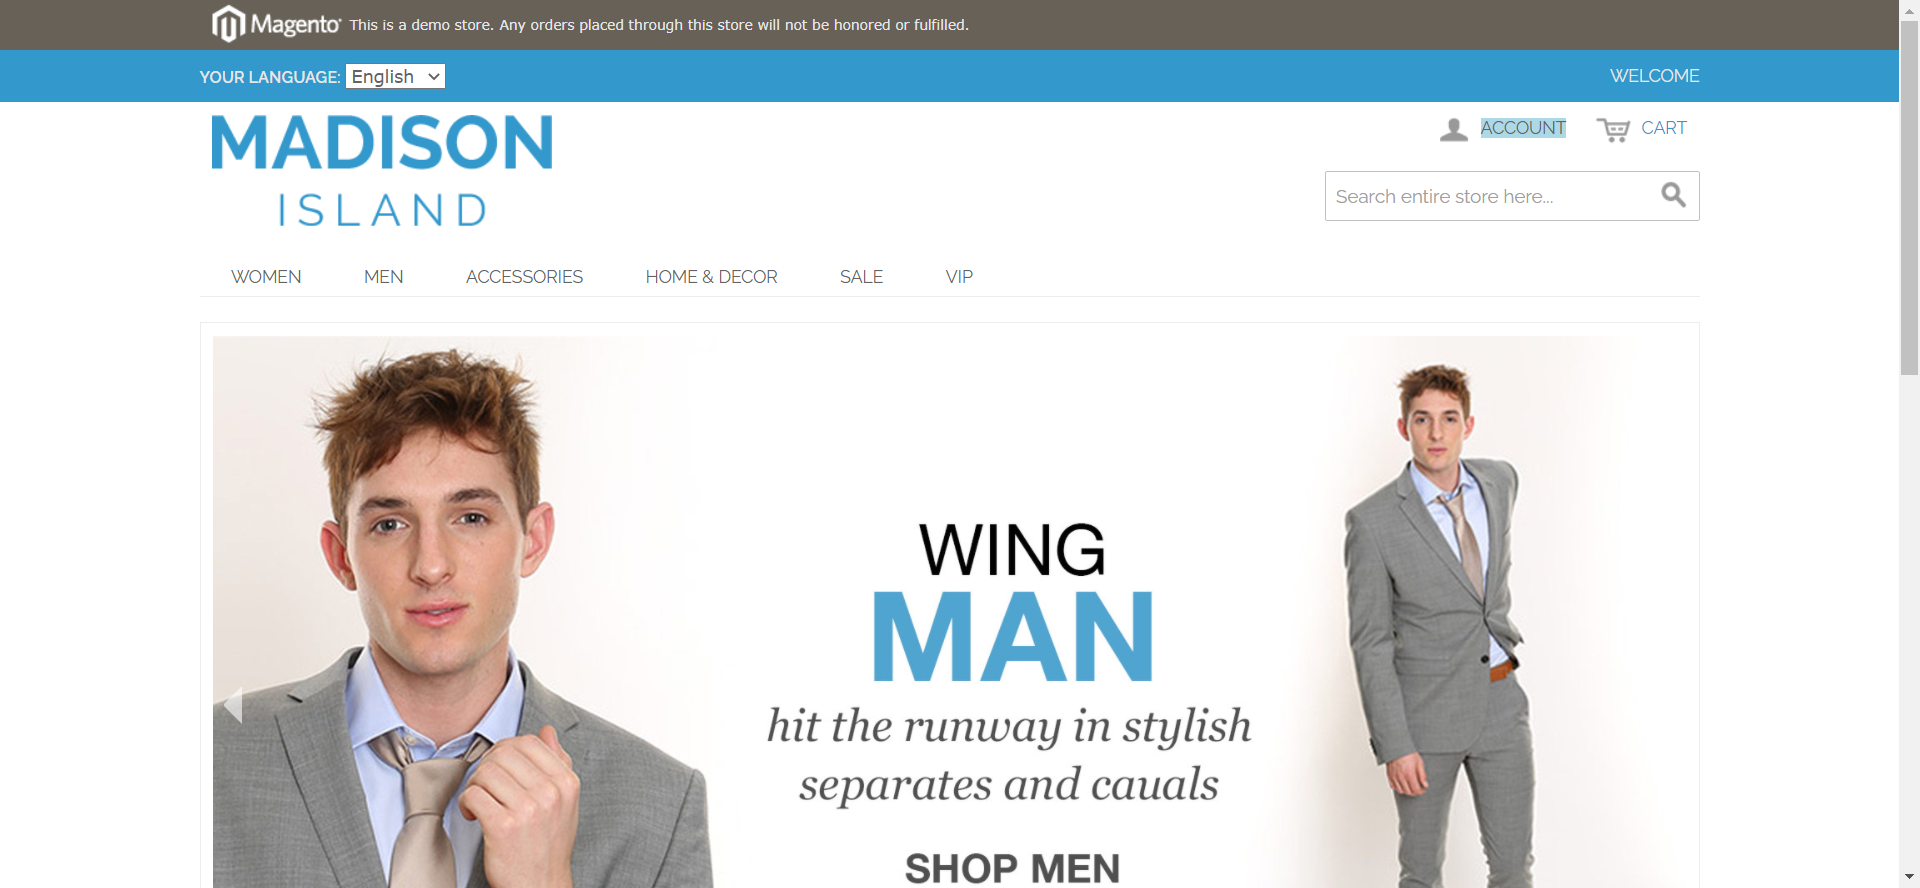 Magento This is a demo store. Any orders placed through this store will not be honored or fulfilled.
YOUR LANGUAGE: English WELCOME
MADISON
ISLAND
ACCOUNT CART
Search entire store here...
WOMEN MEN ACCESSORIES HOME & DECOR SALE VIP
WING
MAN
hit the runway in stylish
separates and cauals
SHOP MEN